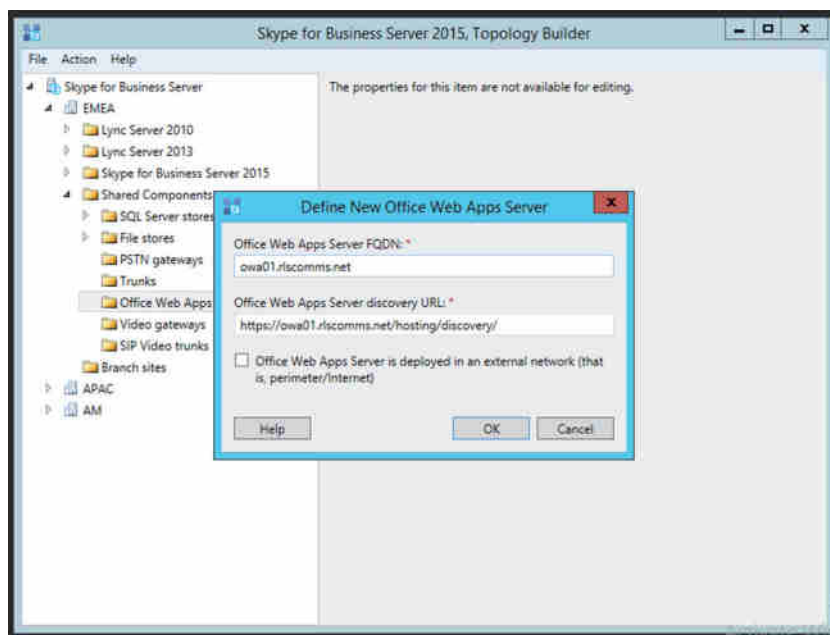 Skype for Business Server 2015, Topology Builder
File Action Help
Skype for Business Server
EMEA
Lync Server 2010
Lync Server 2013
Skype for Business Server 2015
Shared Components
SQL Server stores
File stores
PSTN gateways
Trunks
Office Web Apps
Video gateways
SIP Video trunks
Branch sites
APAC
AM
The properties for this item are not available for editing.
Define New Office Web Apps Server
x
Office Web Apps Server FQDN: *
owa01.rlscomms.net
Office Web Apps Server discovery URL: *
https://owa01.rlscomms.net/hosting/discovery/
Office Web Apps Server is deployed in an external network (that
is, perimeter/Internet)
Help OK Cancel